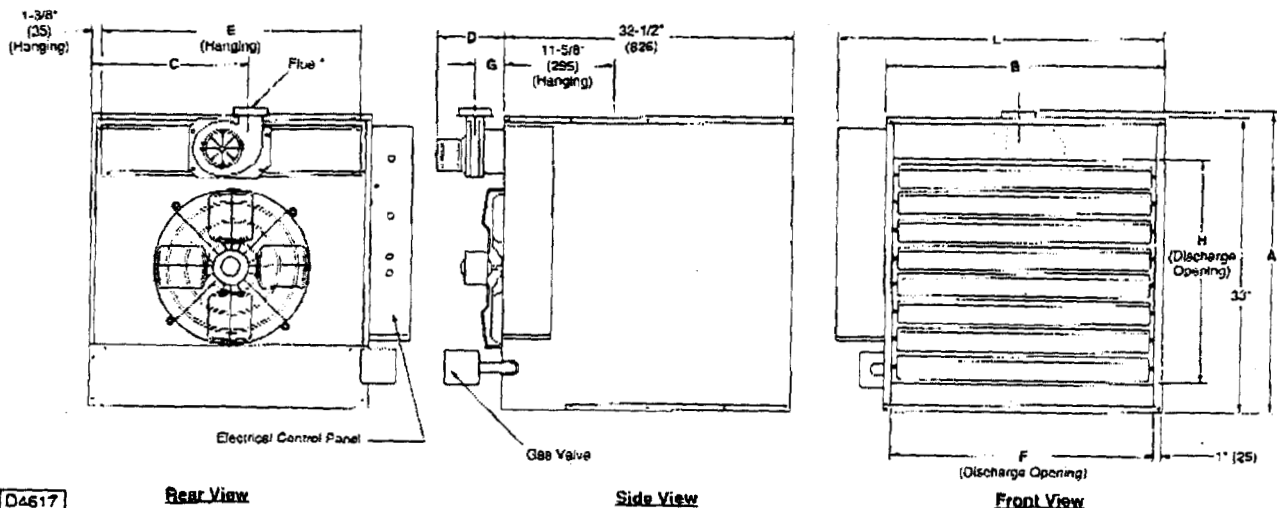 1-3/8"
(35)
(Hanging)
E
(Hanging)
C
Flue *
D
32-1/2"
(826)
G
11-5/8"
(295)
(Hanging)
L
B
H
(Discharge
Opening)
33"
A
Electrical Control Panel
Gas Valve
F
(Discharge Opening)
1" (25)
D4617
Rear View
Side View
Front View